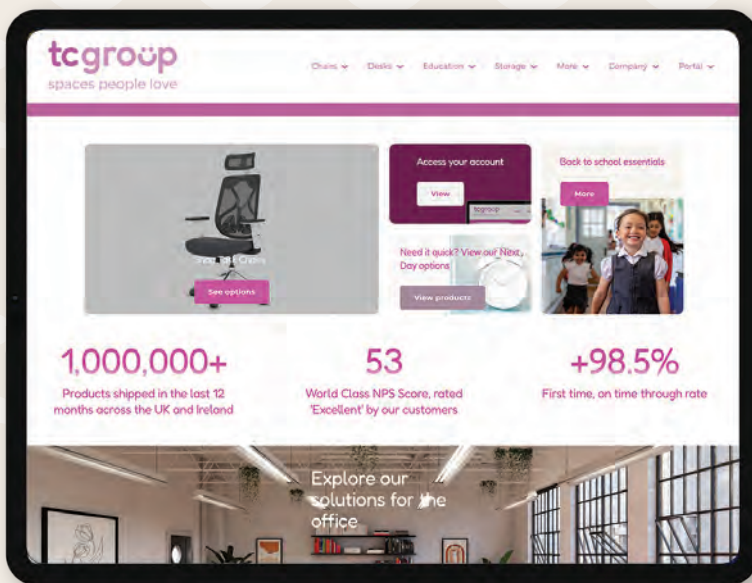 tcgroup
spaces people love
Chairs
Desks
Education
Storage
More
Company
Portal
See options
Access your account
View
tcgroup
Need it quick? View our Next
Day options
View products
Back to school essentials
More
1,000,000+
Products shipped in the last 12
months across the UK and Ireland
53
World Class NPS Score, rated
'Excellent' by our customers
+98.5%
First time, on time through rate
Explore our
solutions for the
office